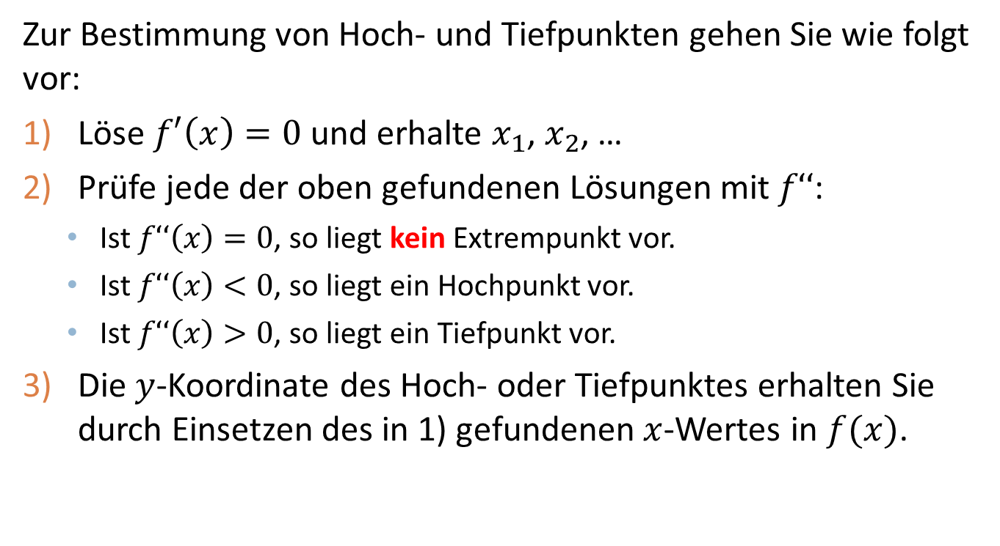 Zur Bestimmung von Hoch- und Tiefpunkten gehen Sie wie folgt
vor:
1) Löse f′(x) = 0 und erhalte x₁, x₂, …
2) Prüfe jede der oben gefundenen Lösungen mit f“:
• Ist f“(x) = 0, so liegt kein Extrempunkt vor.
• Ist f“(x) < 0, so liegt ein Hochpunkt vor.
• Ist f“(x) > 0, so liegt ein Tiefpunkt vor.
3) Die y-Koordinate des Hoch- oder Tiefpunktes erhalten Sie
durch Einsetzen des in 1) gefundenen x-Wertes in f(x).